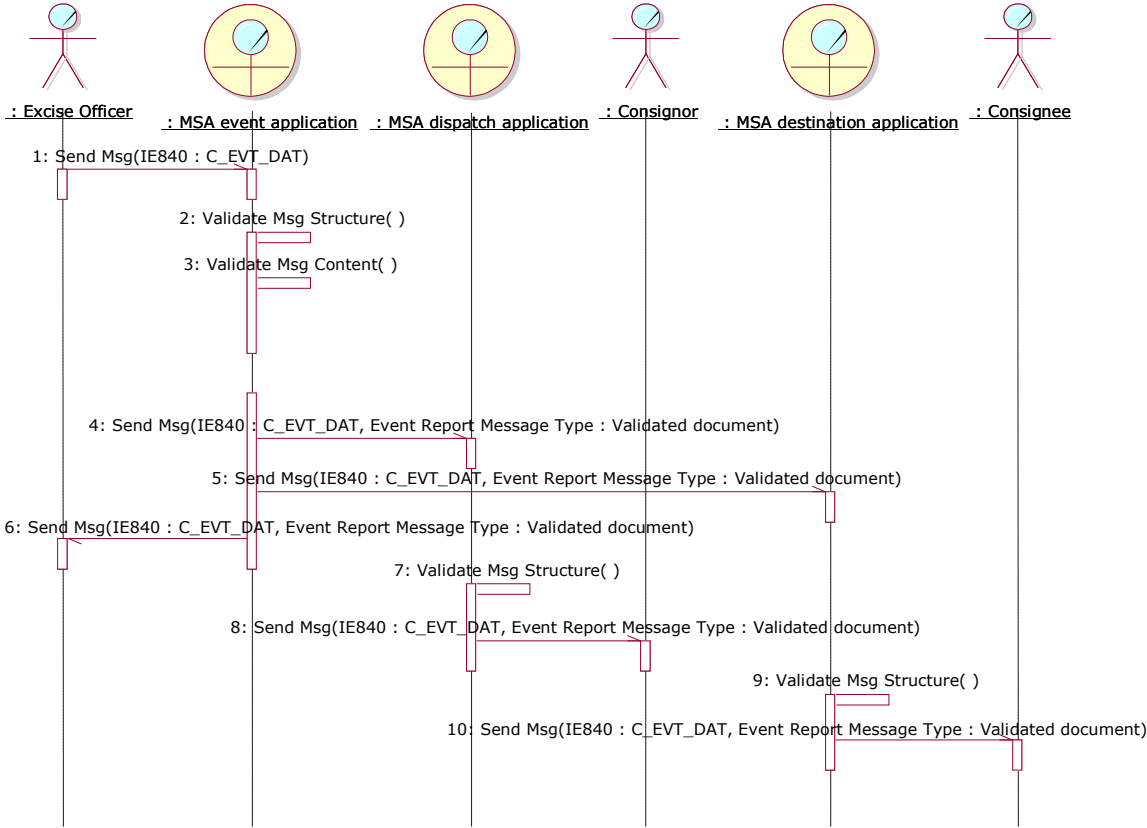 : Excise Officer
: MSA event application
: MSA dispatch application
: Consignor
: MSA destination application
: Consignee
1: Send Msg(IE840 : C_EVT_DAT)
2: Validate Msg Structure( )
3: Validate Msg Content( )
4: Send Msg(IE840 : C_EVT_DAT, Event Report Message Type : Validated document)
5: Send Msg(IE840 : C_EVT_DAT, Event Report Message Type : Validated document)
6: Send Msg(IE840 : C_EVT_DAT, Event Report Message Type : Validated document)
7: Validate Msg Structure( )
8: Send Msg(IE840 : C_EVT_DAT, Event Report Message Type : Validated document)
9: Validate Msg Structure( )
10: Send Msg(IE840 : C_EVT_DAT, Event Report Message Type : Validated document)